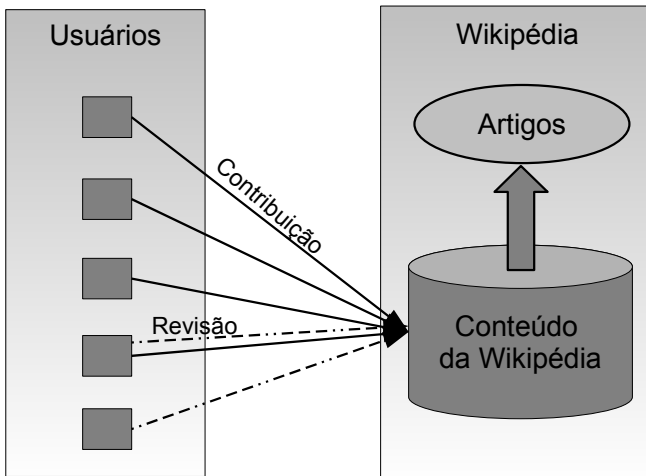 Usuários
Wikipédia
Artigos
Contribuição
Revisão
Conteúdo
da Wikipédia